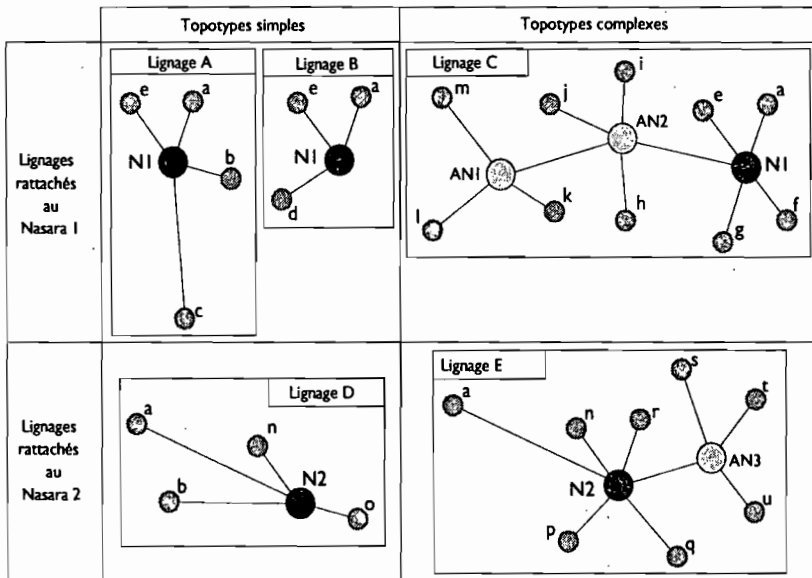 Topotypes simples
Topotypes complexes
Lignages
rattachés
au
Nasara 1
Lignage A
e
a
N1
b
c
Lignage B
e
a
N1
d
Lignage C
m
j
i
AN2
e
a
AN1
N1
l
k
h
g
f
Lignages
rattachés
au
Nasara 2
Lignage D
a
n
b
N2
o
Lignage E
a
n
r
s
t
AN3
N2
p
q
u